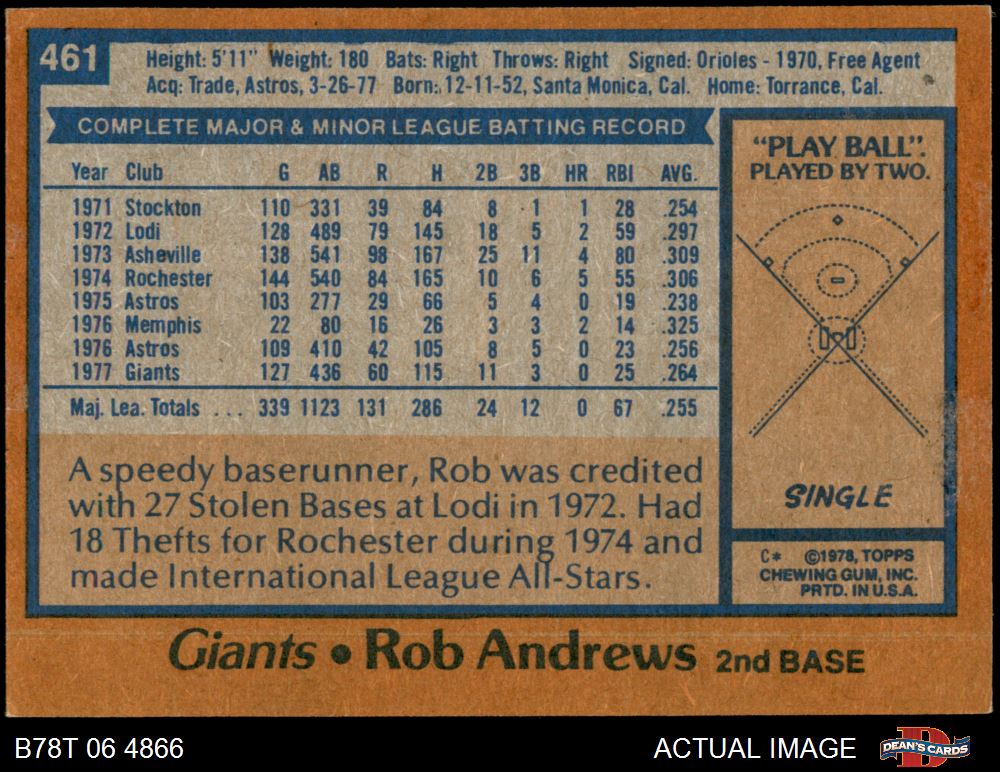 461
Height: 5'11" Weight: 180 Bats: Right Throws: Right Signed: Orioles - 1970, Free Agent
Acq: Trade, Astros, 3-26-77 Born: 12-11-52, Santa Monica, Cal. Home: Torrance, Cal.
COMPLETE MAJOR & MINOR LEAGUE BATTING RECORD
Year Club G AB R H 2B 3B HR RBI AVG.
1971 Stockton 110 331 39 84 8 1 1 28 .254
1972 Lodi 128 489 79 145 18 5 2 59 .297
1973 Asheville 138 541 98 167 25 11 4 80 .309
1974 Rochester 144 540 84 165 10 6 5 55 .306
1975 Astros 103 277 29 66 5 4 0 19 .238
1976 Memphis 22 80 16 26 3 3 2 14 .325
1976 Astros 109 410 42 105 8 5 0 23 .256
1977 Giants 127 436 60 115 11 3 0 25 .264
Maj. Lea. Totals ... 339 1123 131 286 24 12 0 67 .255
A speedy baserunner, Rob was credited
with 27 Stolen Bases at Lodi in 1972. Had
18 Thefts for Rochester during 1974 and
made International League All-Stars.
"PLAY BALL".
PLAYED BY TWO.
SINGLE
C* ©1978, TOPPS
CHEWING GUM, INC.
PRTD. IN U.S.A.
Giants • Rob Andrews 2nd BASE
B78T 06 4866
ACTUAL IMAGE
D
DEAN'S CARDS